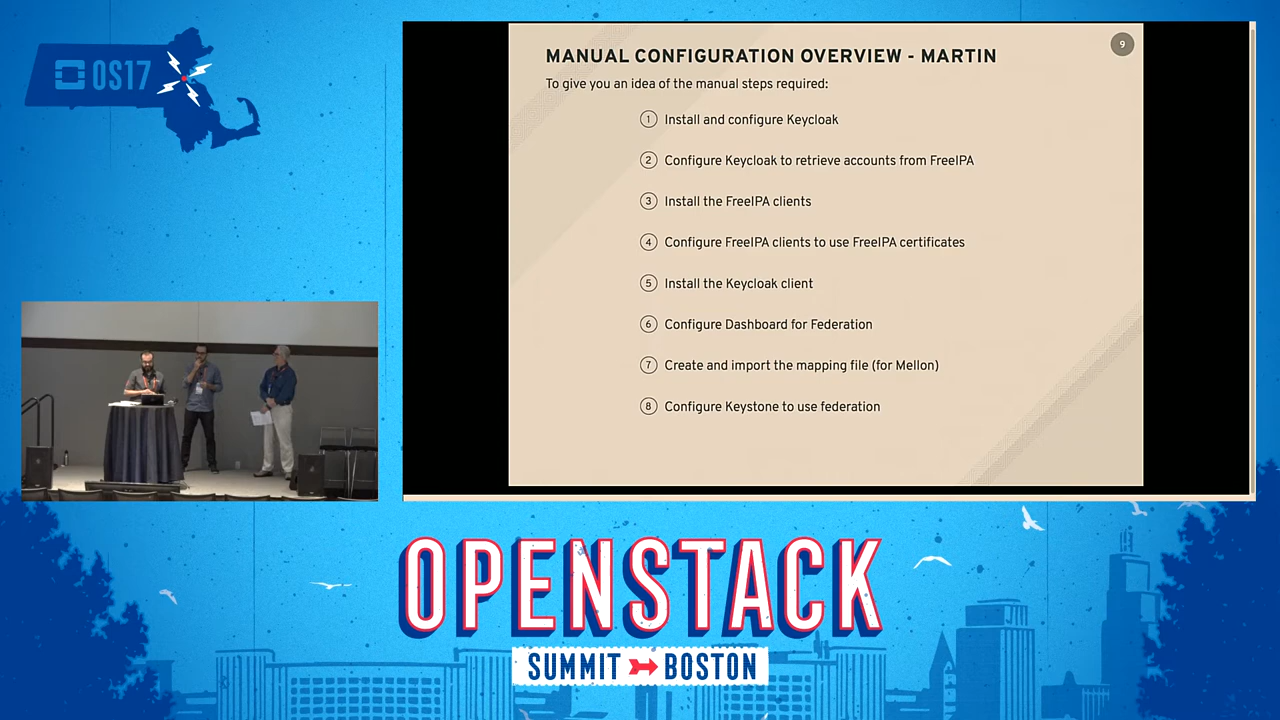 OS17
9
MANUAL CONFIGURATION OVERVIEW - MARTIN
To give you an idea of the manual steps required:
1 Install and configure Keycloak
2 Configure Keycloak to retrieve accounts from FreeIPA
3 Install the FreeIPA clients
4 Configure FreeIPA clients to use FreeIPA certificates
5 Install the Keycloak client
6 Configure Dashboard for Federation
7 Create and import the mapping file (for Mellon)
8 Configure Keystone to use federation
OPENSTACK
SUMMIT BOSTON